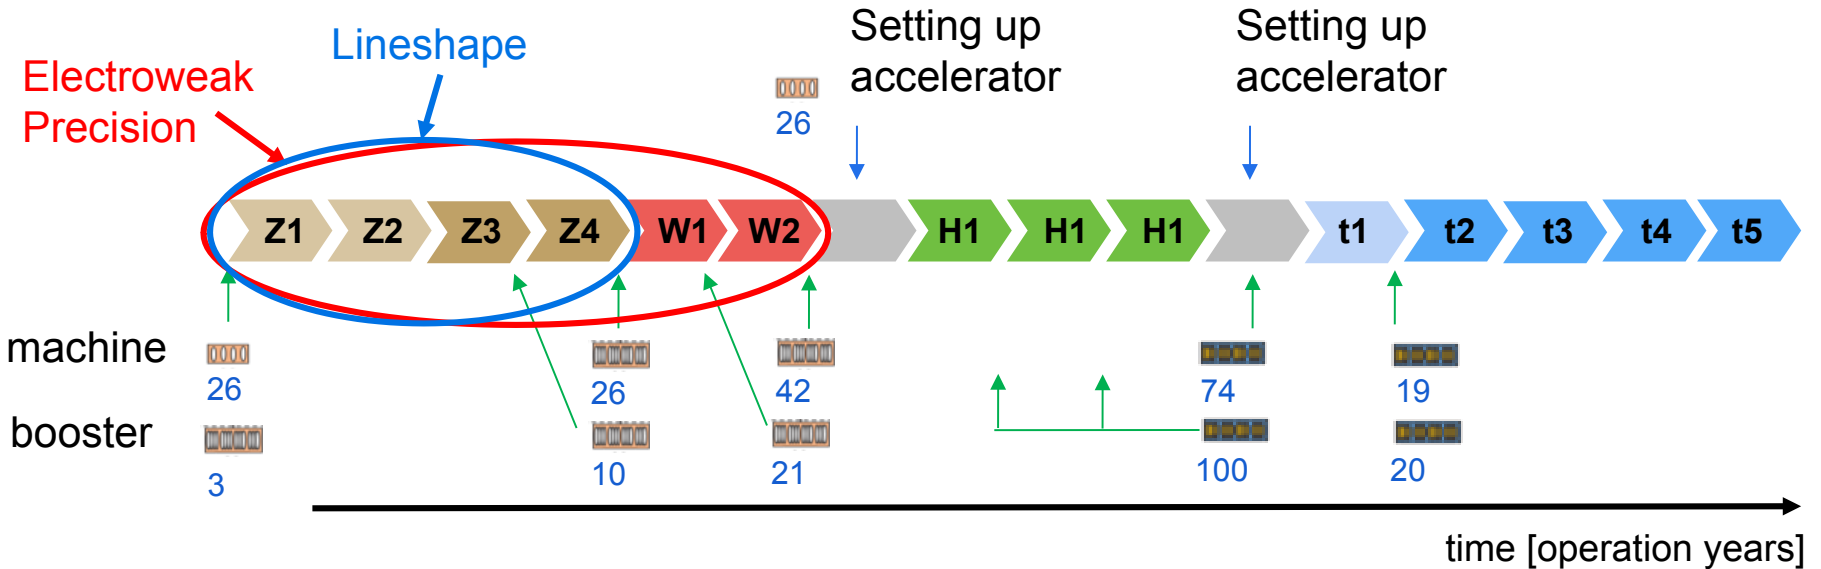 Setting up
accelerator
Setting up
accelerator
Lineshape
Electroweak
Precision
26
Z1 Z2 Z3 Z4 W1 W2 H1 H1 H1 t1 t2 t3 t4 t5
machine
26 26 42 74 19
booster
3 10 21 100 20
time [operation years]